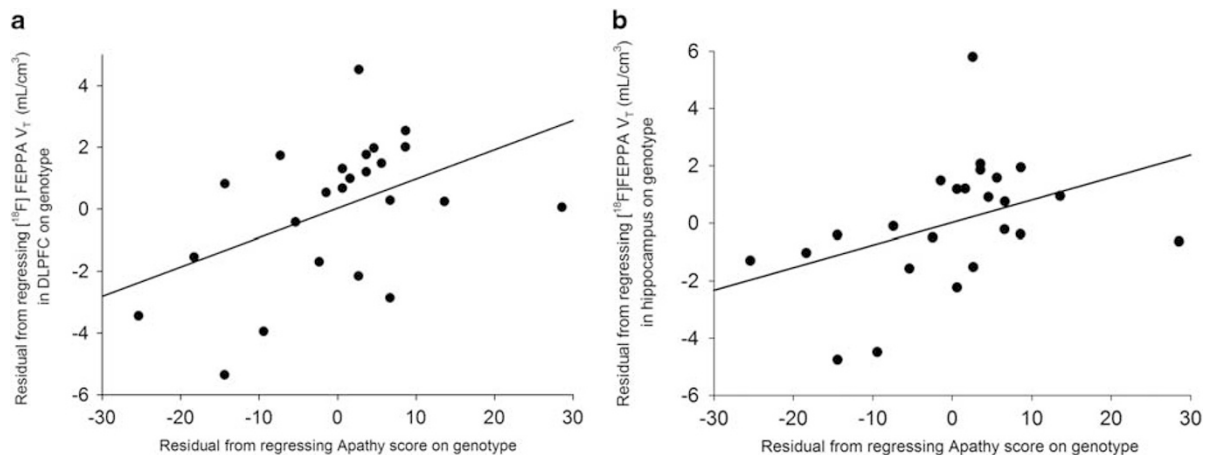 a
Residual from regressing [¹⁸F] FEPPA V_T (mL/cm³)
in DLPFC on genotype
4
2
0
-2
-4
-6
-30 -20 -10 0 10 20 30
Residual from regressing Apathy score on genotype
b
Residual from regressing [¹⁸F]FEPPA V_T (mL/cm³)
in hippocampus on genotype
6
4
2
0
-2
-4
-6
-30 -20 -10 0 10 20 30
Residual from regressing Apathy score on genotype